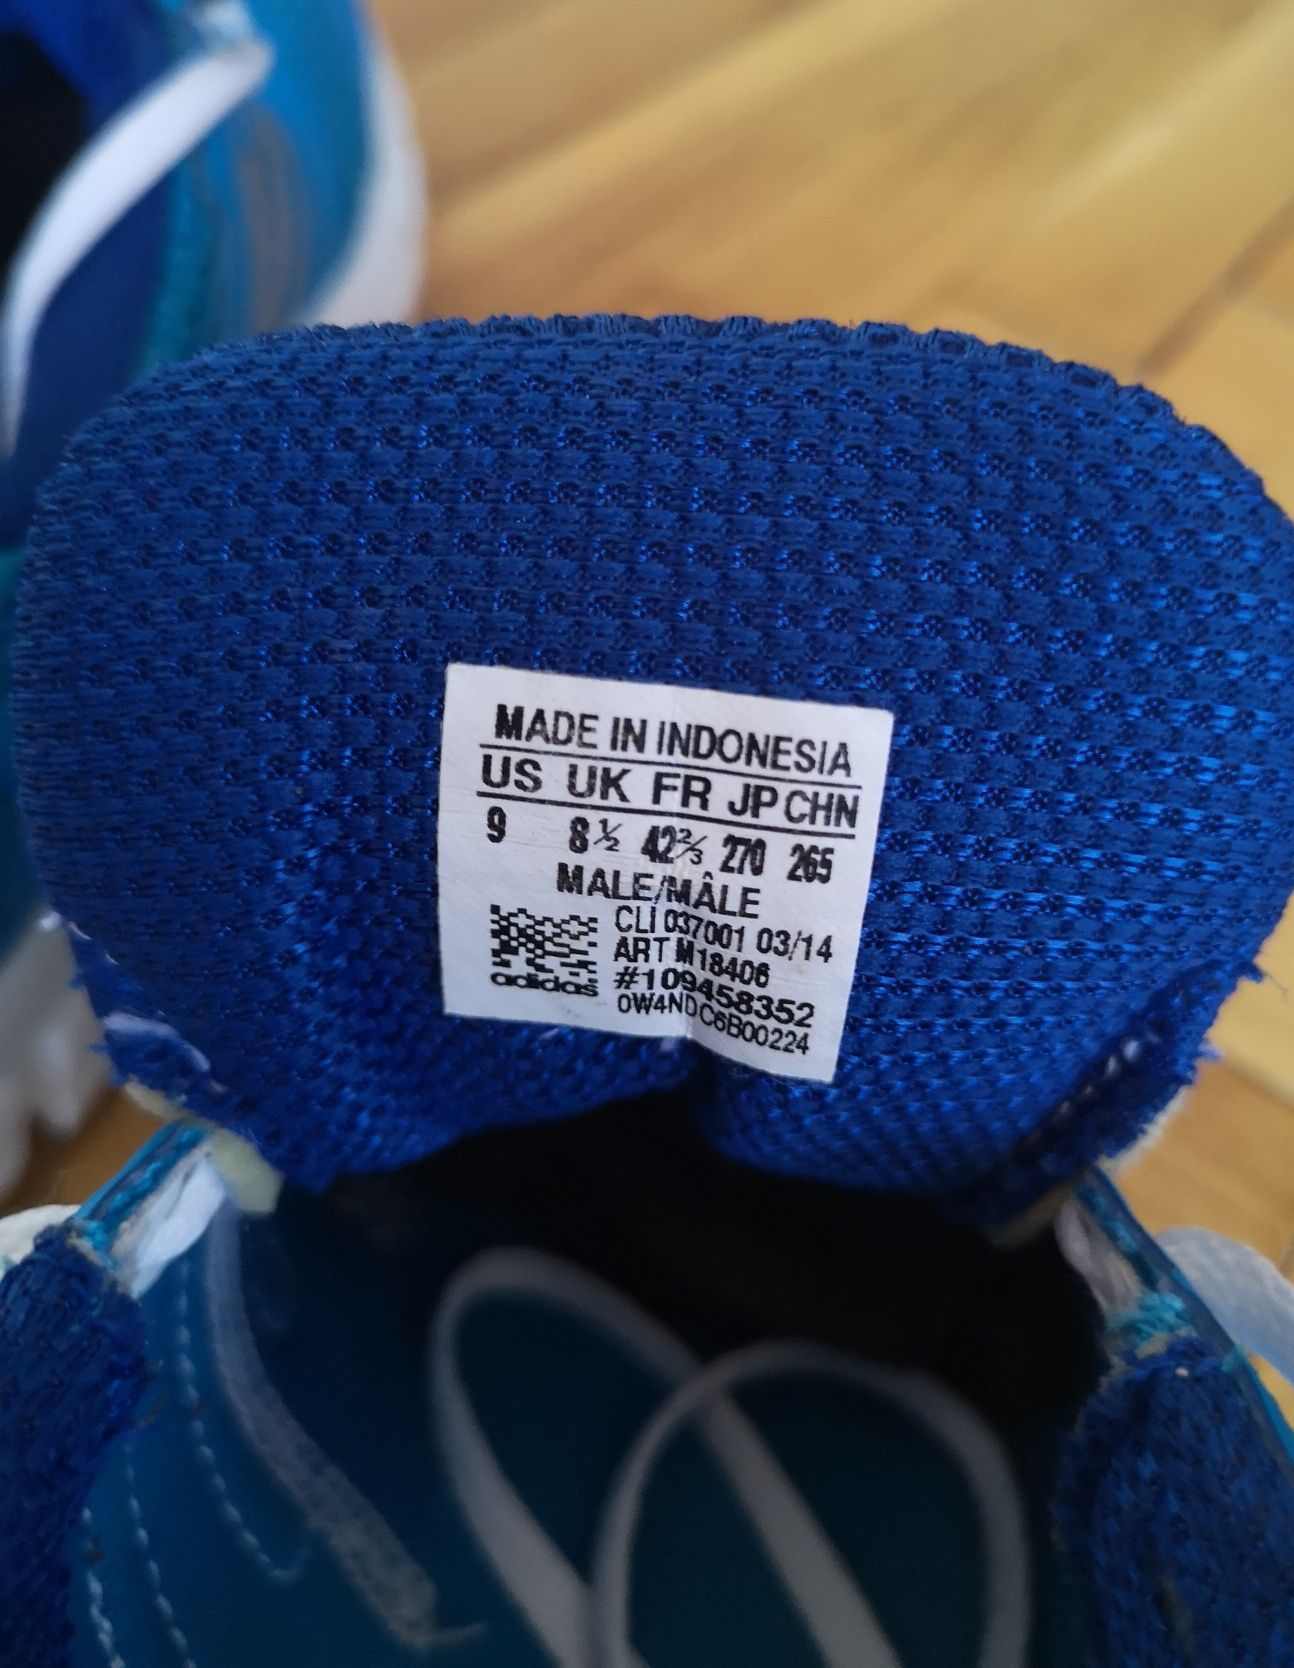 MADE IN INDONESIA
US UK FR JP CHN
9 8½ 42⅔ 270 265
MALE/MÂLE
CLI 037001 03/14
ART M18406
#109458352
0W4NDC6B00224
adidas